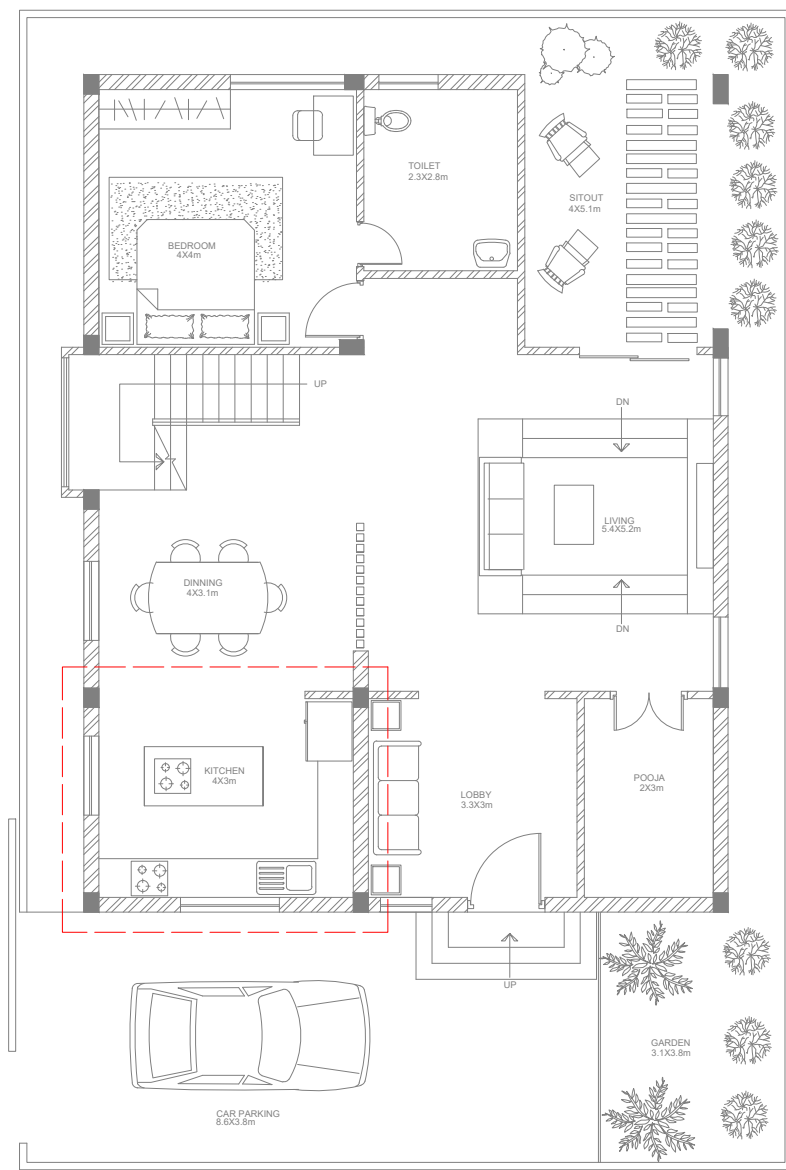 TOILET
2.3X2.8m
SITOUT
4X5.1m
BEDROOM
4X4m
UP
DN
LIVING
5.4X5.2m
DINNING
4X3.1m
DN
KITCHEN
4X3m
POOJA
2X3m
LOBBY
3.3X3m
UP
GARDEN
3.1X3.8m
CAR PARKING
8.6X3.8m